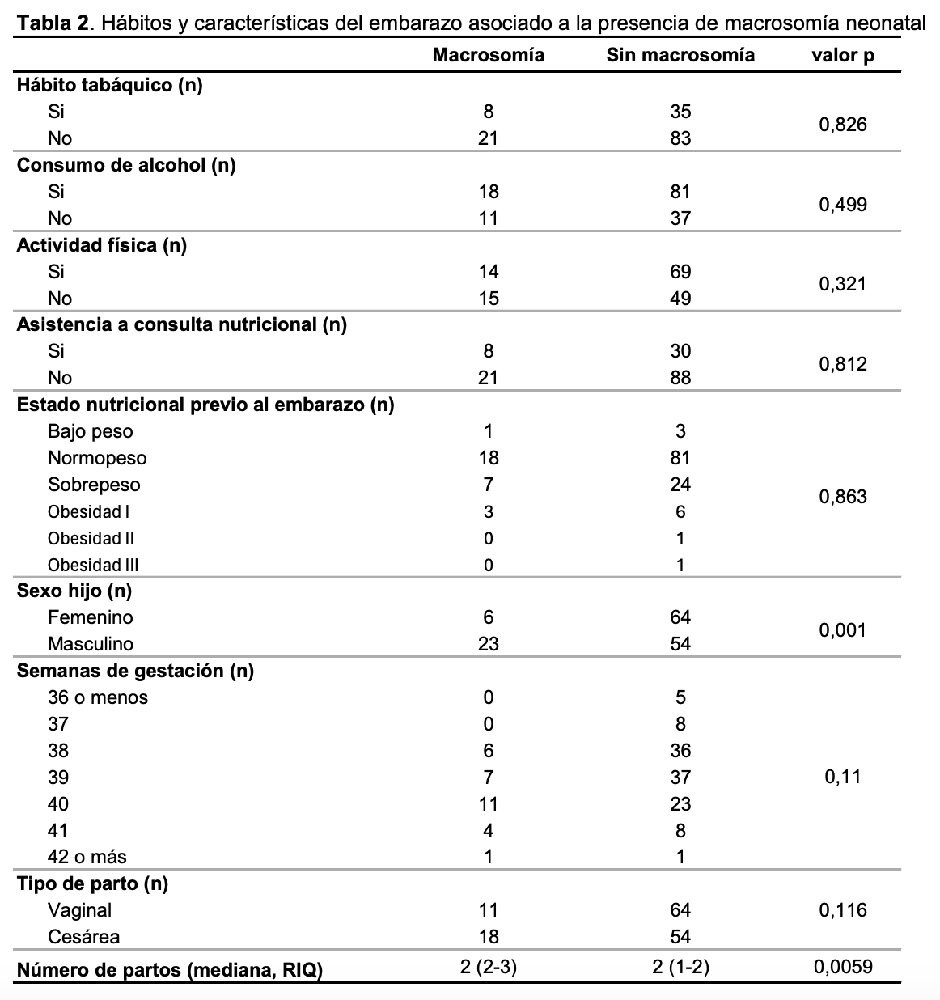 Tabla 2. Hábitos y características del embarazo asociado a la presencia de macrosomía neonatal
Macrosomía Sin macrosomía valor p
Hábito tabáquico (n)
Si 8 35
0,826
No 21 83
Consumo de alcohol (n)
Si 18 81
0,499
No 11 37
Actividad física (n)
Si 14 69
0,321
No 15 49
Asistencia a consulta nutricional (n)
Si 8 30
0,812
No 21 88
Estado nutricional previo al embarazo (n)
Bajo peso 1 3
Normopeso 18 81
Sobrepeso 7 24
0,863
Obesidad I 3 6
Obesidad II 0 1
Obesidad III 0 1
Sexo hijo (n)
Femenino 6 64
0,001
Masculino 23 54
Semanas de gestación (n)
36 o menos 0 5
37 0 8
38 6 36
39 7 37 0,11
40 11 23
41 4 8
42 o más 1 1
Tipo de parto (n)
Vaginal 11 64 0,116
Cesárea 18 54
Número de partos (mediana, RIQ) 2 (2-3) 2 (1-2) 0,0059